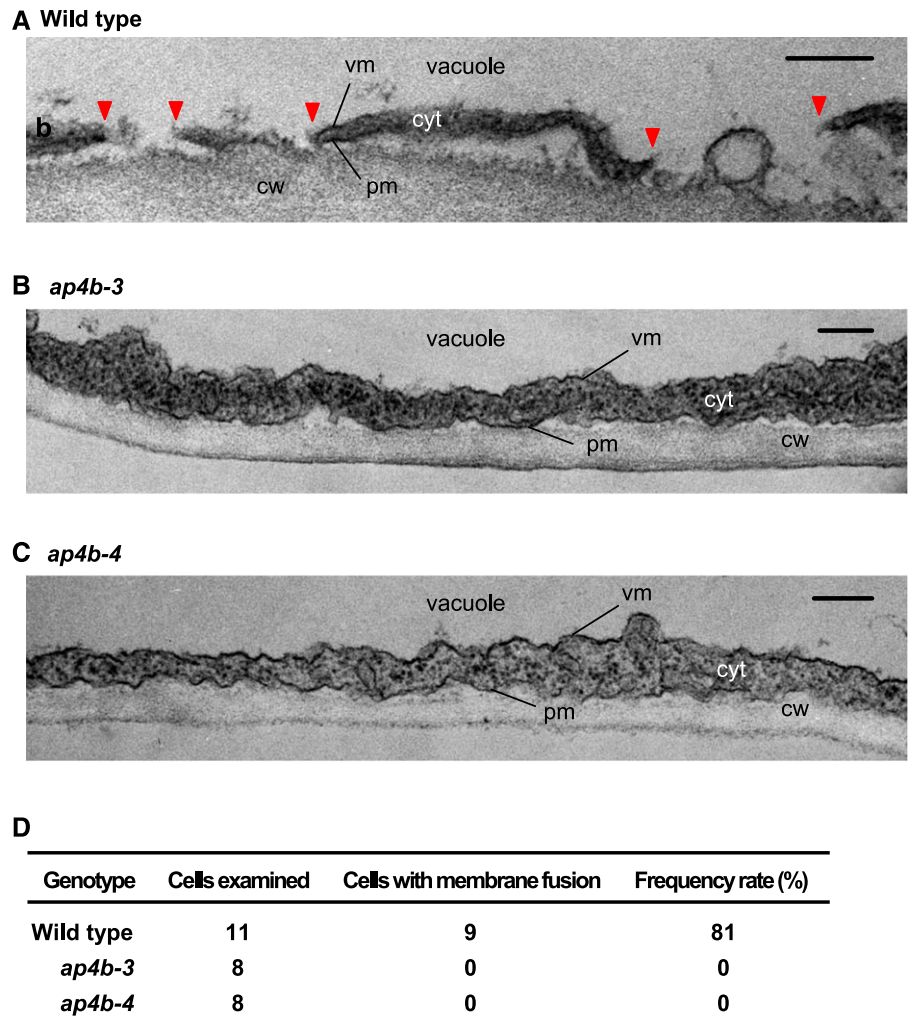 A Wild type
vm
vacuole
b
cyt
cw
pm
B ap4b-3
vacuole
vm
cyt
pm
cw
C ap4b-4
vacuole
vm
cyt
pm
cw
D
Genotype Cells examined Cells with membrane fusion Frequency rate (%)
Wild type 11 9 81
ap4b-3 8 0 0
ap4b-4 8 0 0